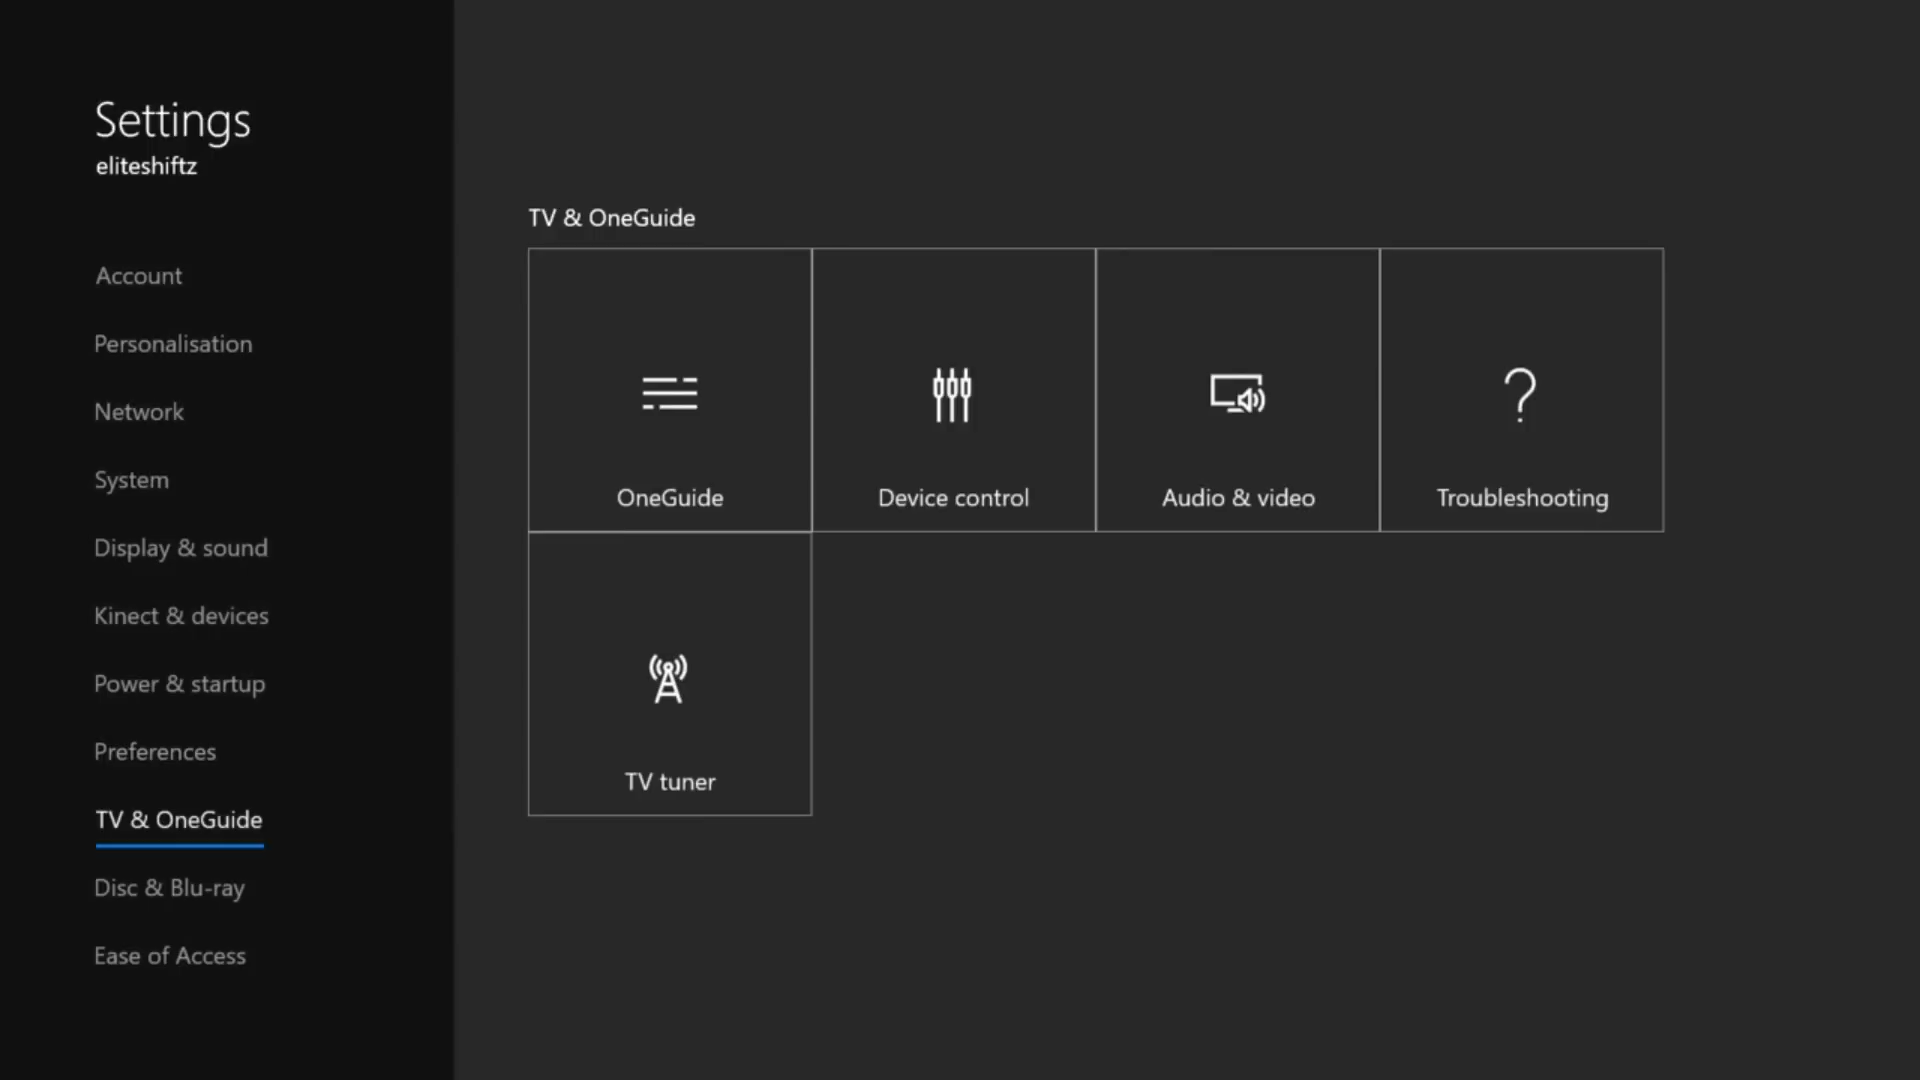 Settings
eliteshiftz
Account
Personalisation
Network
System
Display & sound
Kinect & devices
Power & startup
Preferences
TV & OneGuide
Disc & Blu-ray
Ease of Access
TV & OneGuide
OneGuide
Device control
Audio & video
Troubleshooting
TV tuner